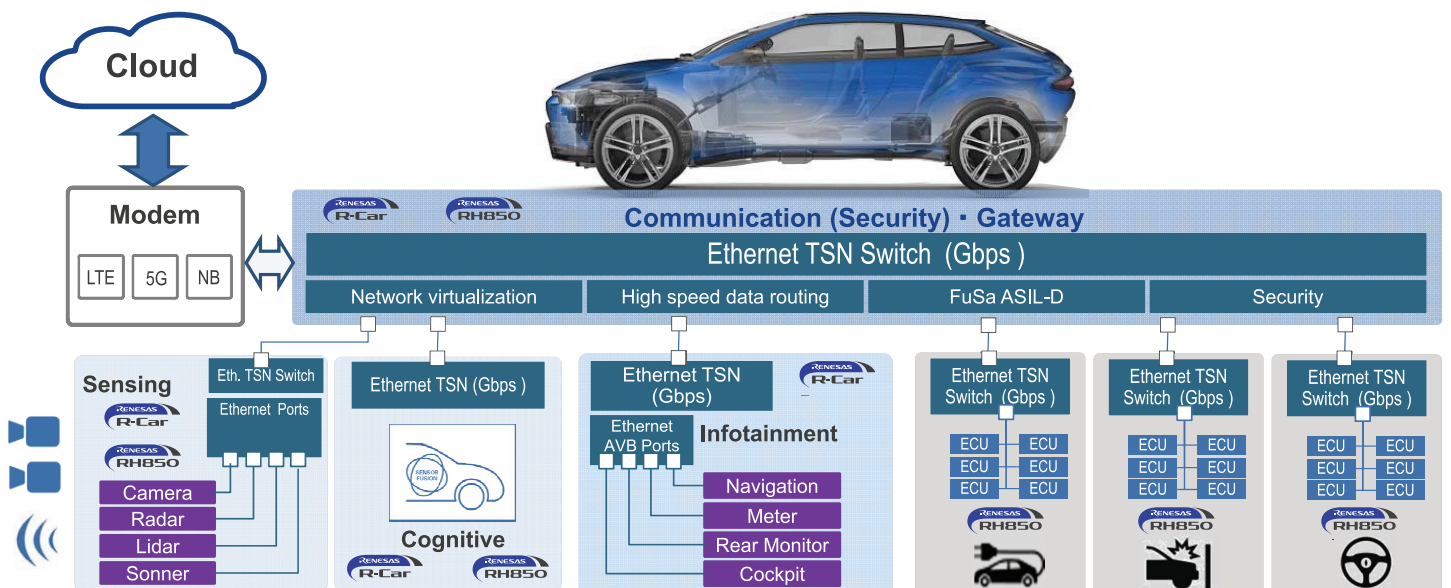 Cloud
Modem
LTE
5G
NB
RENESAS
R-Car
RENESAS
RH850
Communication (Security)・Gateway
Ethernet TSN Switch (Gbps )
Network virtualization
High speed data routing
FuSa ASIL-D
Security
Sensing
RENESAS
R-Car
RENESAS
RH850
Eth. TSN Switch
Ethernet Ports
Camera
Radar
Lidar
Sonner
Ethernet TSN (Gbps )
SENSOR
FUSION
Cognitive
RENESAS
R-Car
RENESAS
RH850
Ethernet TSN
(Gbps)
RENESAS
R-Car
Ethernet
AVB Ports
Infotainment
Navigation
Meter
Rear Monitor
Cockpit
Ethernet TSN
Switch (Gbps )
ECU ECU
ECU ECU
ECU ECU
RENESAS
RH850
Ethernet TSN
Switch (Gbps )
ECU ECU
ECU ECU
ECU ECU
RENESAS
RH850
Ethernet TSN
Switch (Gbps )
ECU ECU
ECU ECU
ECU ECU
RENESAS
RH850